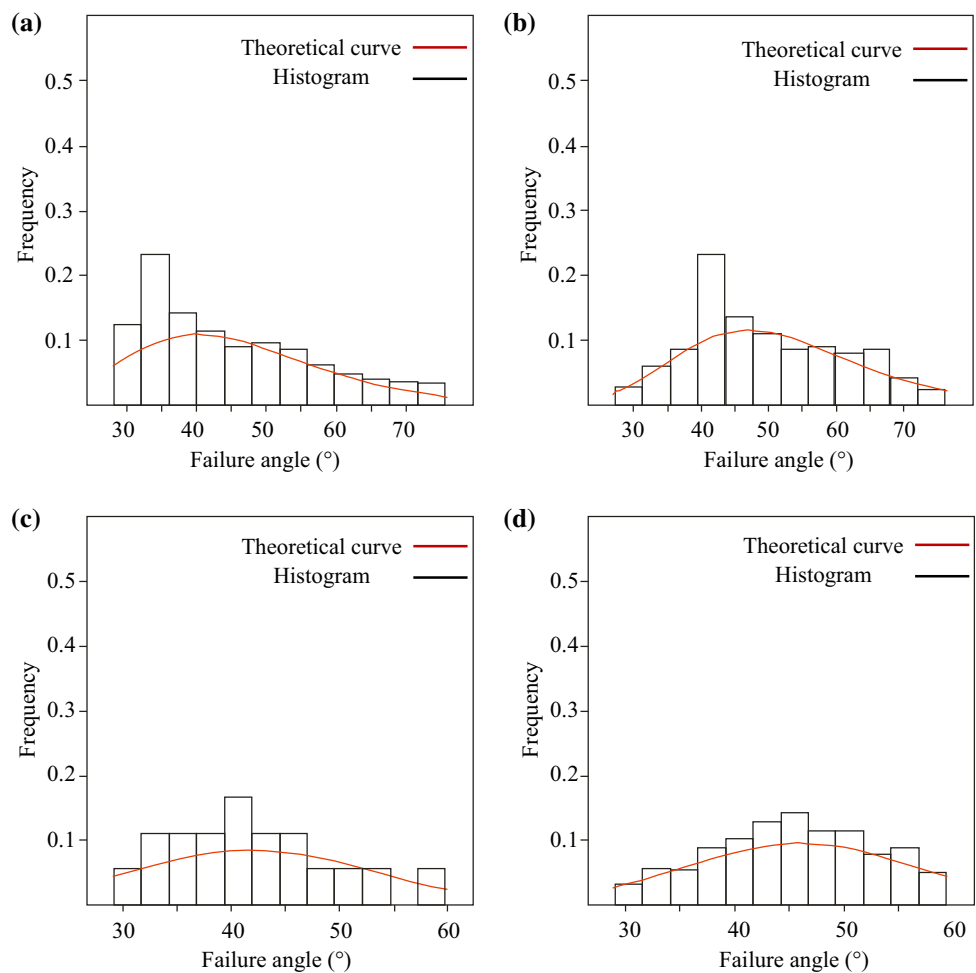 (a)
Theoretical curve
Histogram
0.5
0.4
0.3
0.2
0.1
Frequency
30 40 50 60 70
Failure angle (°)
(b)
Theoretical curve
Histogram
0.5
0.4
0.3
0.2
0.1
Frequency
30 40 50 60 70
Failure angle (°)
(c)
Theoretical curve
Histogram
0.5
0.4
0.3
0.2
0.1
Frequency
30 40 50 60
Failure angle (°)
(d)
Theoretical curve
Histogram
0.5
0.4
0.3
0.2
0.1
Frequency
30 40 50 60
Failure angle (°)